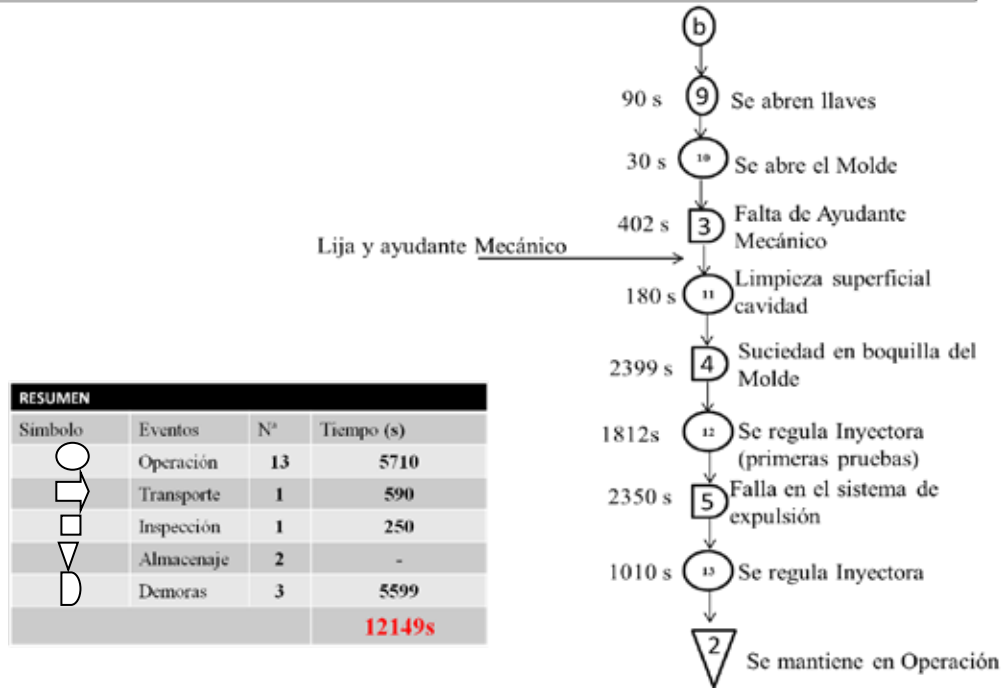 b
90 s 9 Se abren llaves
30 s 10 Se abre el Molde
402 s 3 Falta de Ayudante
Mecánico
Lija y ayudante Mecánico
180 s 11 Limpieza superficial
cavidad
2399 s 4 Suciedad en boquilla del
Molde
1812s 12 Se regula Inyectora
(primeras pruebas)
2350 s 5 Falla en el sistema de
expulsión
1010 s 13 Se regula Inyectora
2 Se mantiene en Operación
RESUMEN
Simbolo Eventos Nª Tiempo (s)
Operación 13 5710
Transporte 1 590
Inspección 1 250
Almacenaje 2 -
Demoras 3 5599
12149s